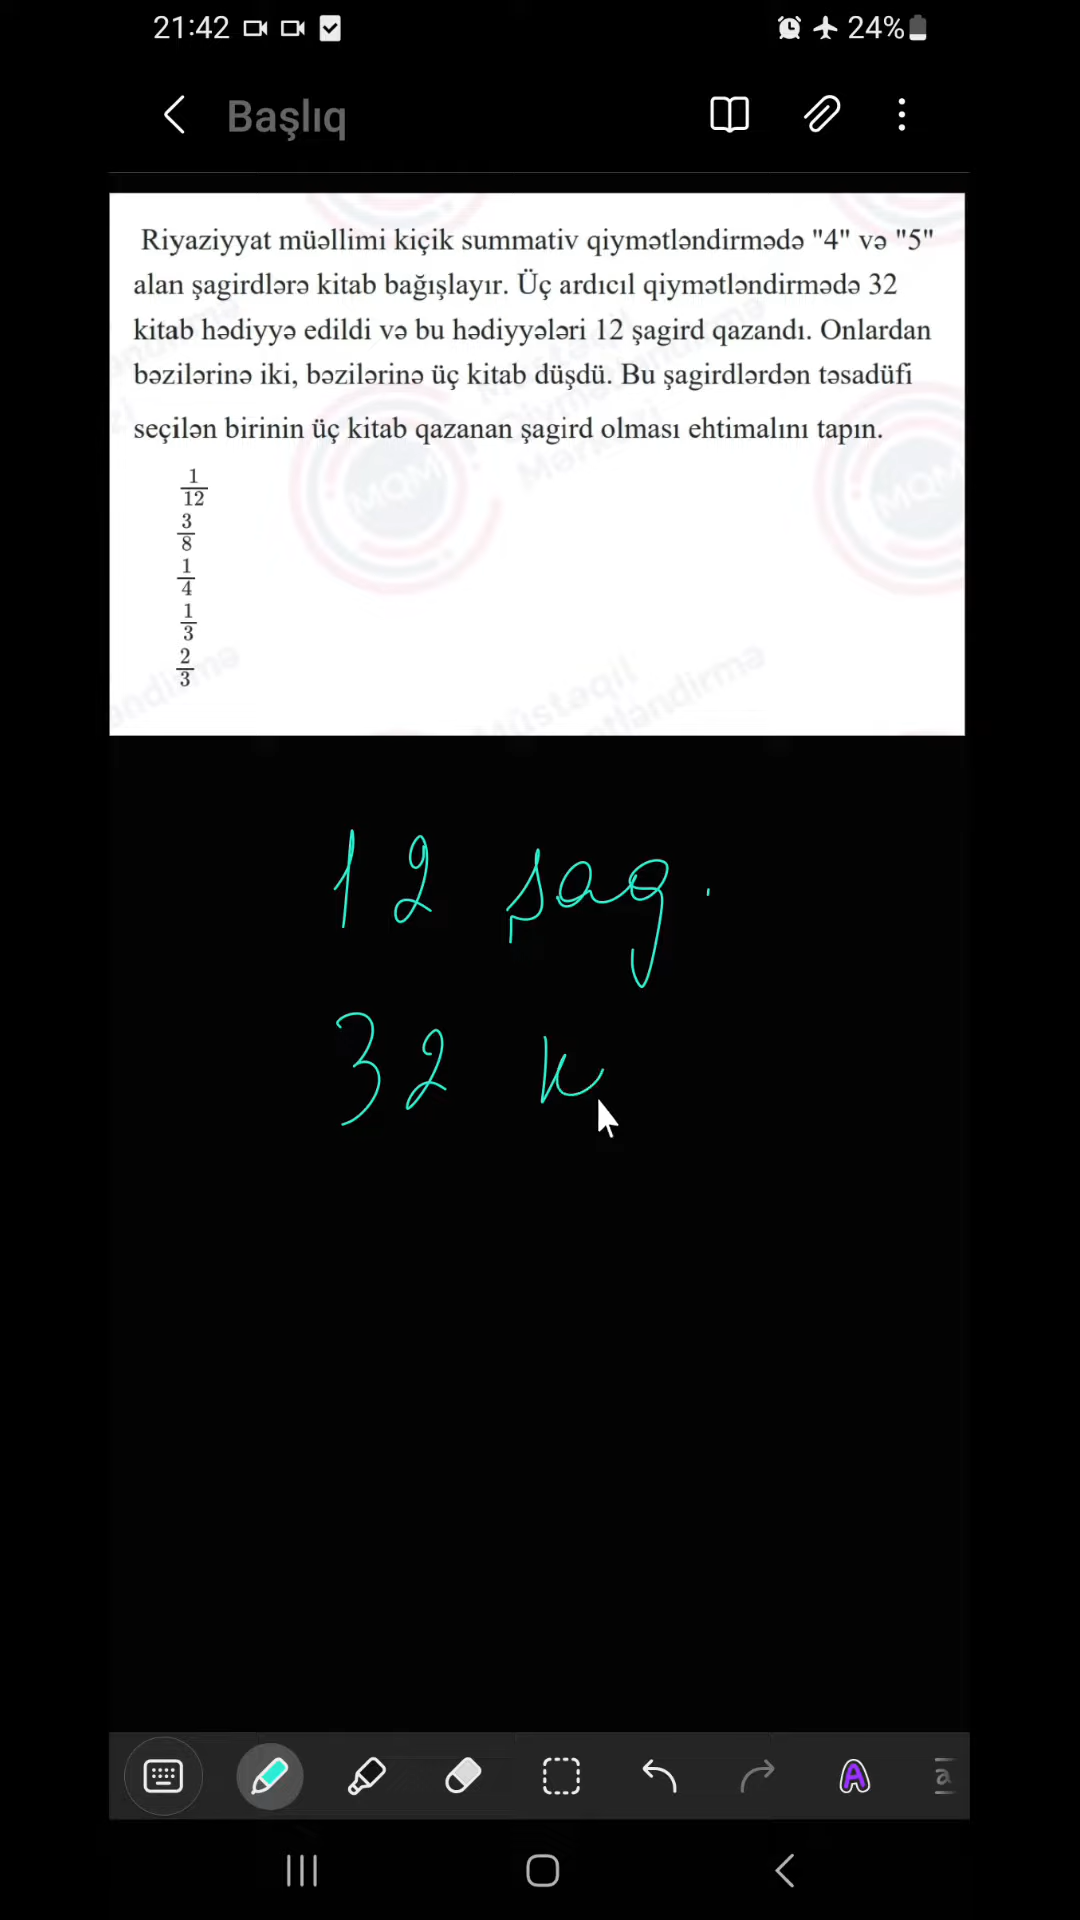 21:42 24%
Başlıq
Riyaziyyat müəllimi kiçik summativ qiymətləndirmədə "4" və "5"
alan şagirdlərə kitab bağışlayır. Üç ardıcıl qiymətləndirmədə 32
kitab hədiyyə edildi və bu hədiyyələri 12 şagird qazandı. Onlardan
bəzilərinə iki, bəzilərinə üç kitab düşdü. Bu şagirdlərdən təsadüfi
seçilən birinin üç kitab qazanan şagird olması ehtimalını tapın.
1/12
3/8
1/4
1/3
2/3
12 şag.
32 k
A a